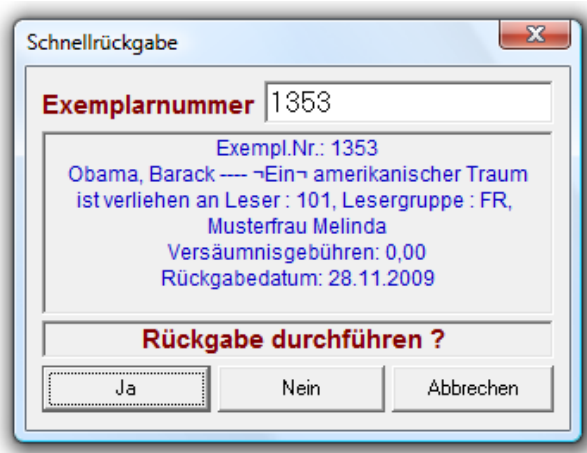 Schnellrückgabe
Exemplarnummer 1353
Exempl.Nr.: 1353
Obama, Barack ---- ¬Ein¬ amerikanischer Traum
ist verliehen an Leser : 101, Lesergruppe : FR,
Musterfrau Melinda
Versäumnisgebühren: 0,00
Rückgabedatum: 28.11.2009
Rückgabe durchführen ?
Ja Nein Abbrechen